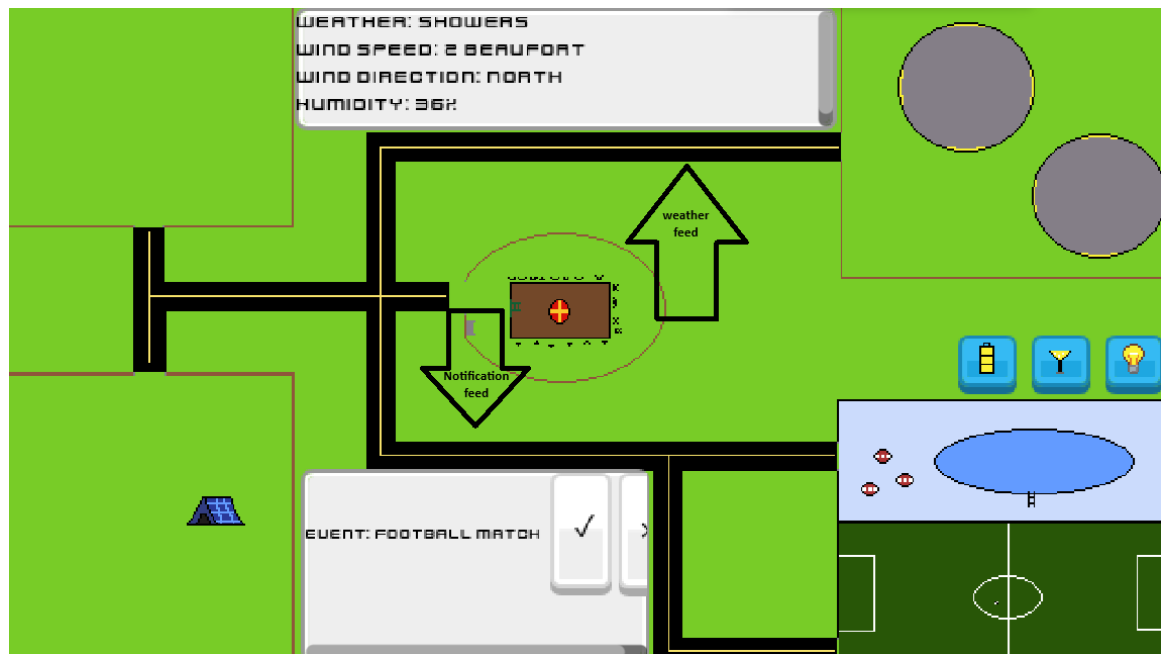 WEATHER: SHOWERS
WIND SPEED: 2 BEAUFORT
WIND DIRECTION: NORTH
HUMIDITY: 36%
weather
feed
Notification
feed
EVENT: FOOTBALL MATCH